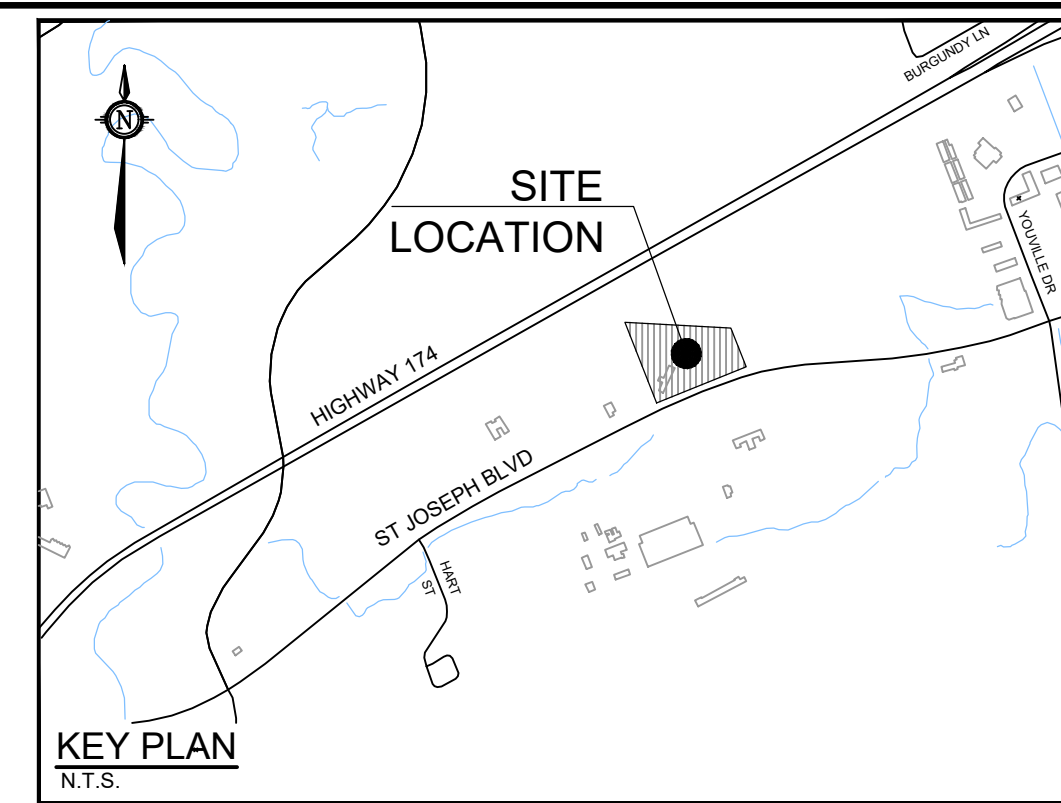 BURGUNDY LN
N
SITE
LOCATION
YOUVILLE DR
HIGHWAY 174
ST JOSEPH BLVD
HART
ST
KEY PLAN
N.T.S.